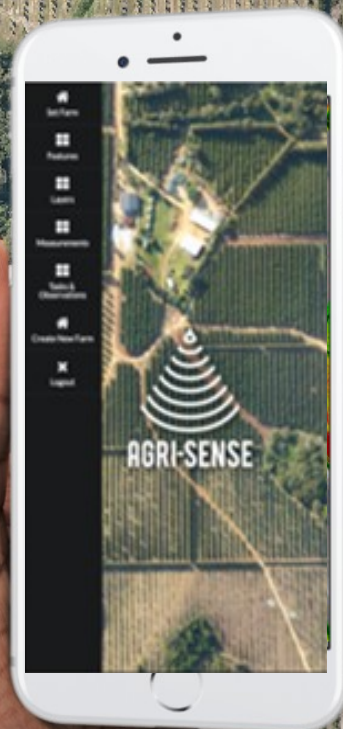 Set Farm
Features
Layers
Measurements
Tasks &
Observations
Create New Farm
Logout
AGRI-SENSE